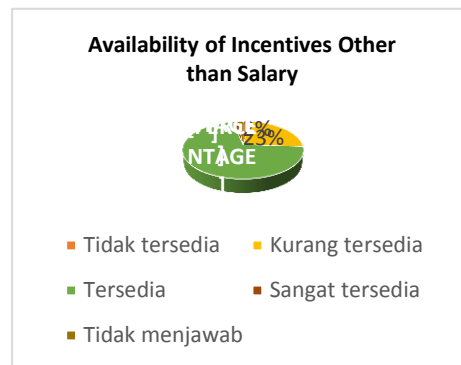 Availability of Incentives Other
than Salary
23%
]
NTAGE
]
Tidak tersedia
Kurang tersedia
Tersedia
Sangat tersedia
Tidak menjawab